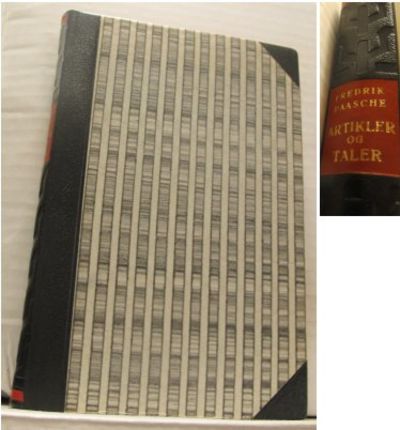 FREDRIK
PAASCHE
ARTIKLER
OG
TALER